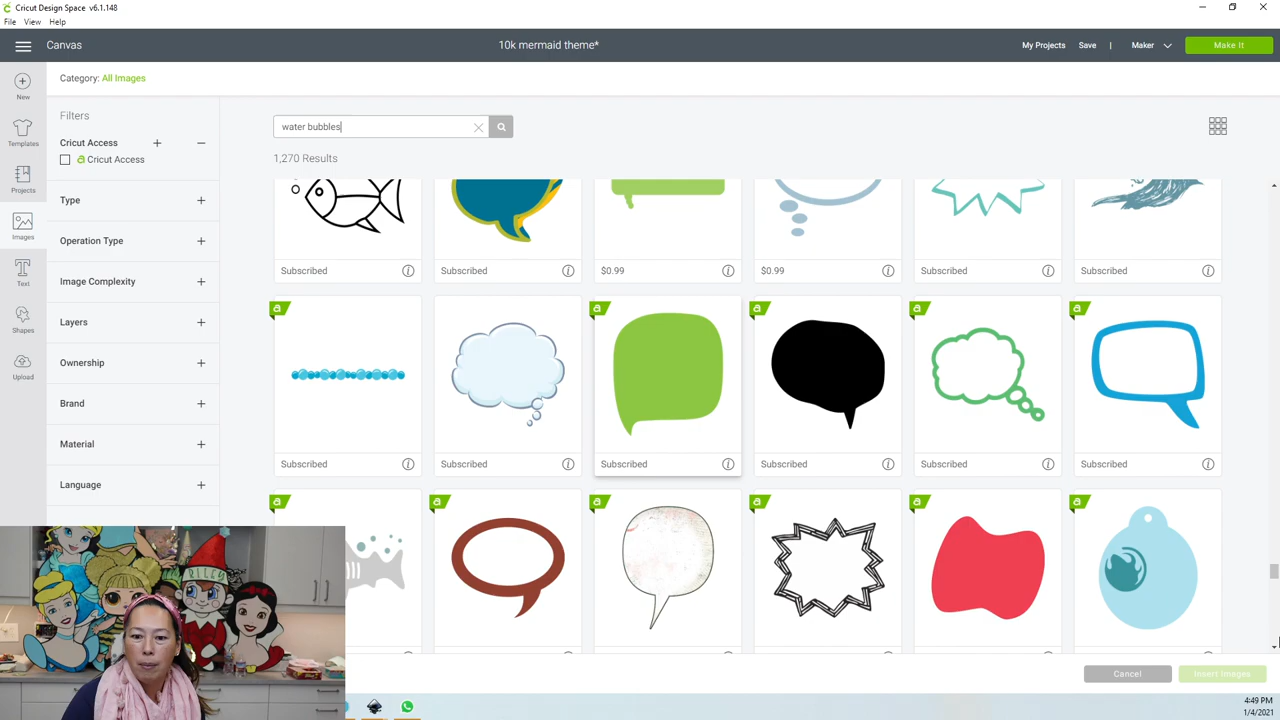 Cricut Design Space v6.1.148
File View Help
Canvas
10k mermaid theme*
My Projects Save | Maker
Make It
Category: All Images
New
Templates
Projects
Images
Text
Shapes
Upload
Filters
Cricut Access
Cricut Access
Type
Operation Type
Image Complexity
Layers
Ownership
Brand
Material
Language
water bubbles
1,270 Results
Subscribed
Subscribed
$0.99
$0.99
Subscribed
Subscribed
Subscribed
Subscribed
Subscribed
Subscribed
Subscribed
Subscribed
RILEY
Cancel
Insert Images
4:49 PM
1/4/2021